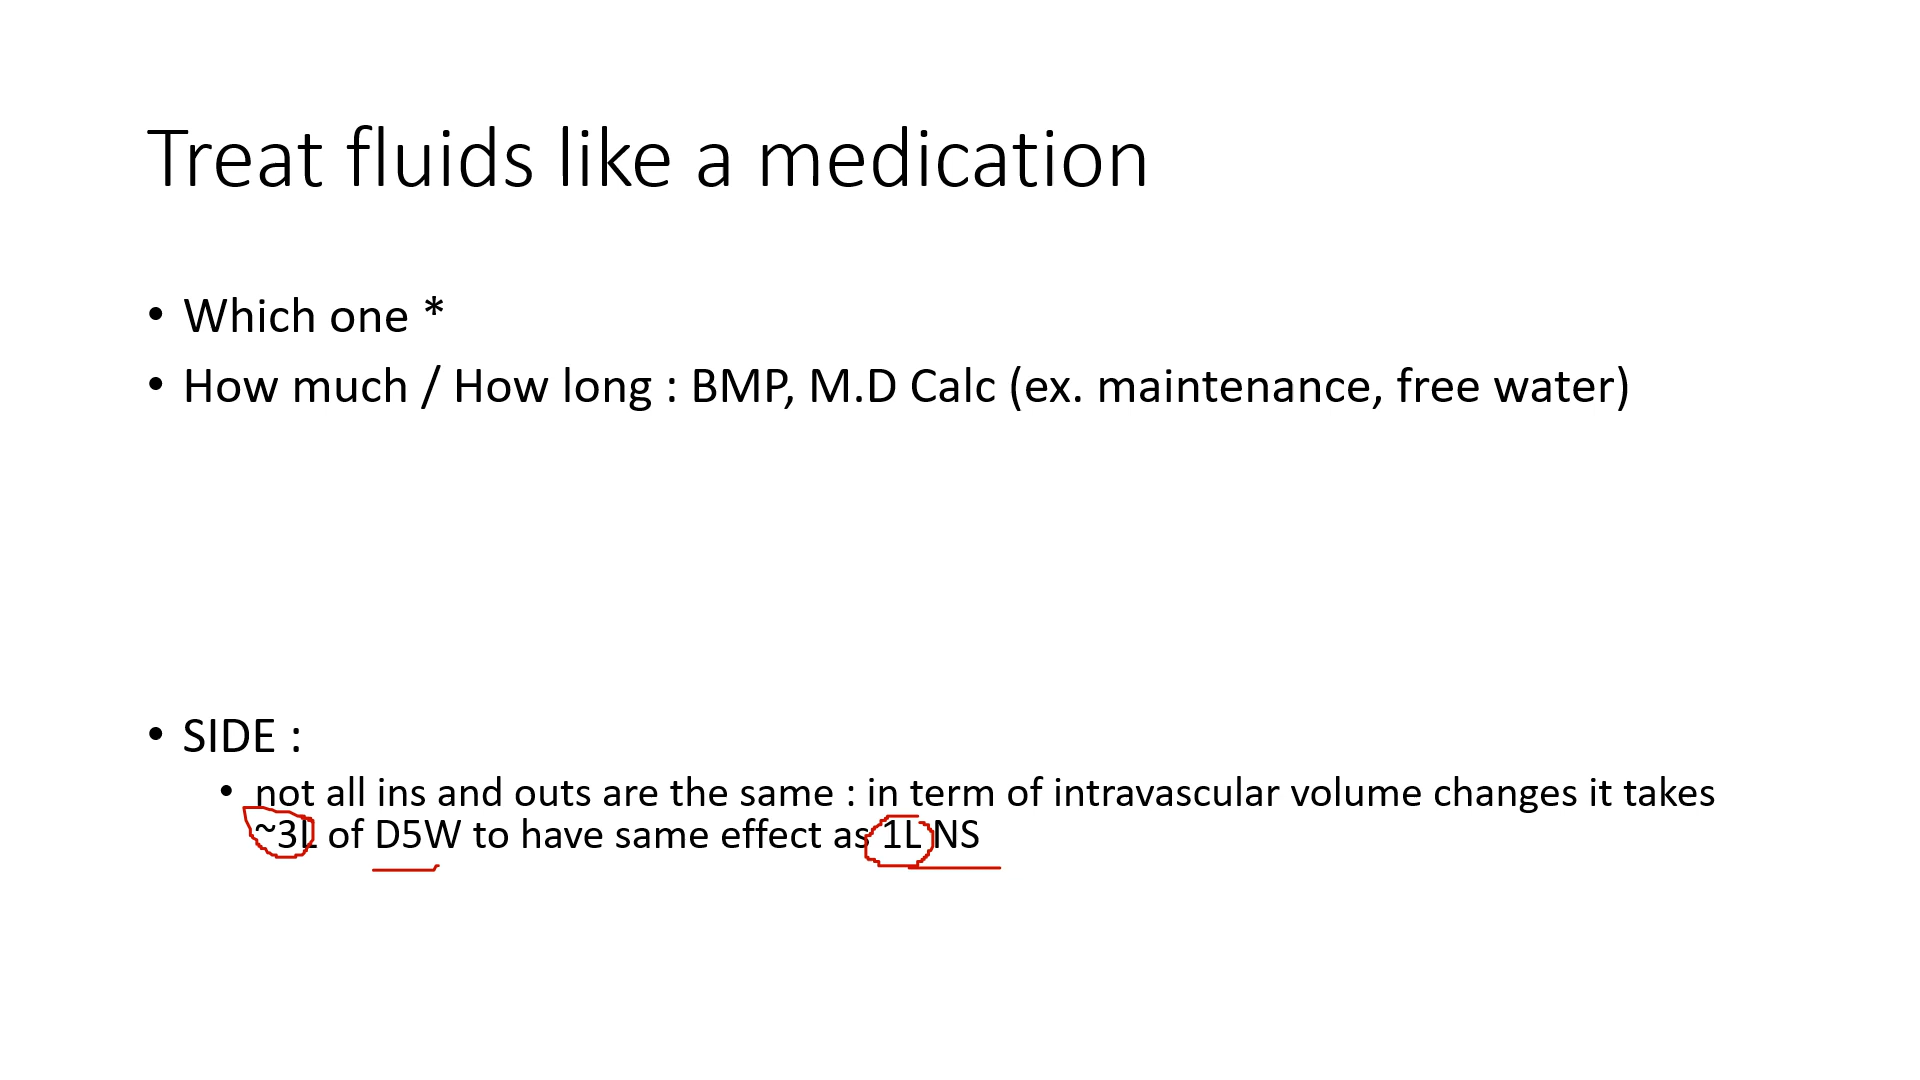 Treat fluids like a medication
• Which one *
• How much / How long : BMP, M.D Calc (ex. maintenance, free water)
• SIDE :
• not all ins and outs are the same : in term of intravascular volume changes it takes
~3L of D5W to have same effect as 1L NS